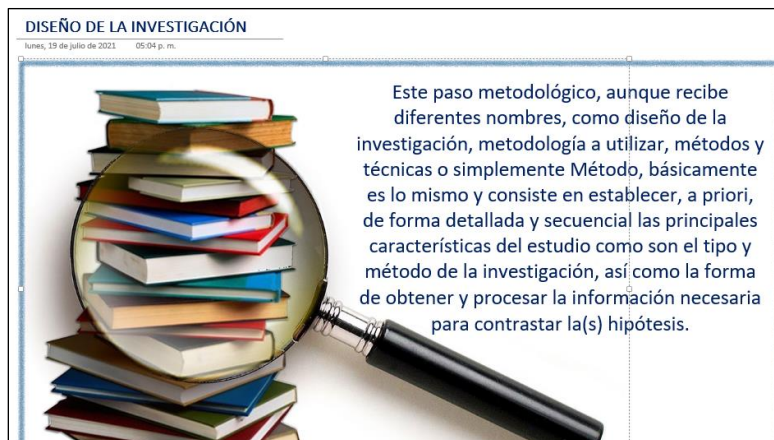 DISEÑO DE LA INVESTIGACIÓN
lunes, 19 de julio de 2021 05:04 p. m.
Este paso metodológico, aunque recibe
diferentes nombres, como diseño de la
investigación, metodología a utilizar, métodos y
técnicas o simplemente Método, básicamente
es lo mismo y consiste en establecer, a priori,
de forma detallada y secuencial las principales
características del estudio como son el tipo y
método de la investigación, así como la forma
de obtener y procesar la información necesaria
para contrastar la(s) hipótesis.